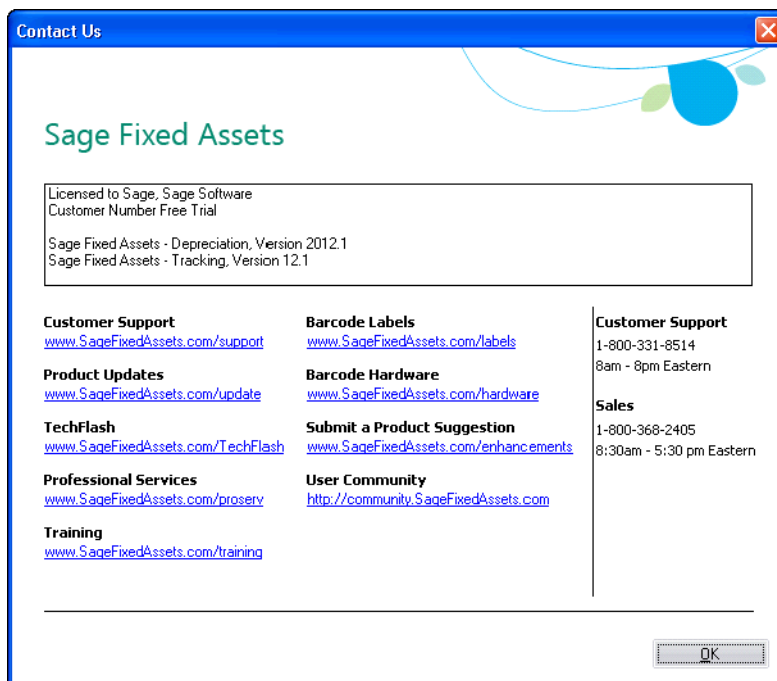 Contact Us
Sage Fixed Assets
Licensed to Sage, Sage Software
Customer Number Free Trial
Sage Fixed Assets - Depreciation, Version 2012.1
Sage Fixed Assets - Tracking, Version 12.1
Customer Support
www.SageFixedAssets.com/support
Product Updates
www.SageFixedAssets.com/update
TechFlash
www.SageFixedAssets.com/TechFlash
Professional Services
www.SageFixedAssets.com/proserv
Training
www.SageFixedAssets.com/training
Barcode Labels
www.SageFixedAssets.com/labels
Barcode Hardware
www.SageFixedAssets.com/hardware
Submit a Product Suggestion
www.SageFixedAssets.com/enhancements
User Community
http://community.SageFixedAssets.com
Customer Support
1-800-331-8514
8am - 8pm Eastern
Sales
1-800-368-2405
8:30am - 5:30 pm Eastern
OK